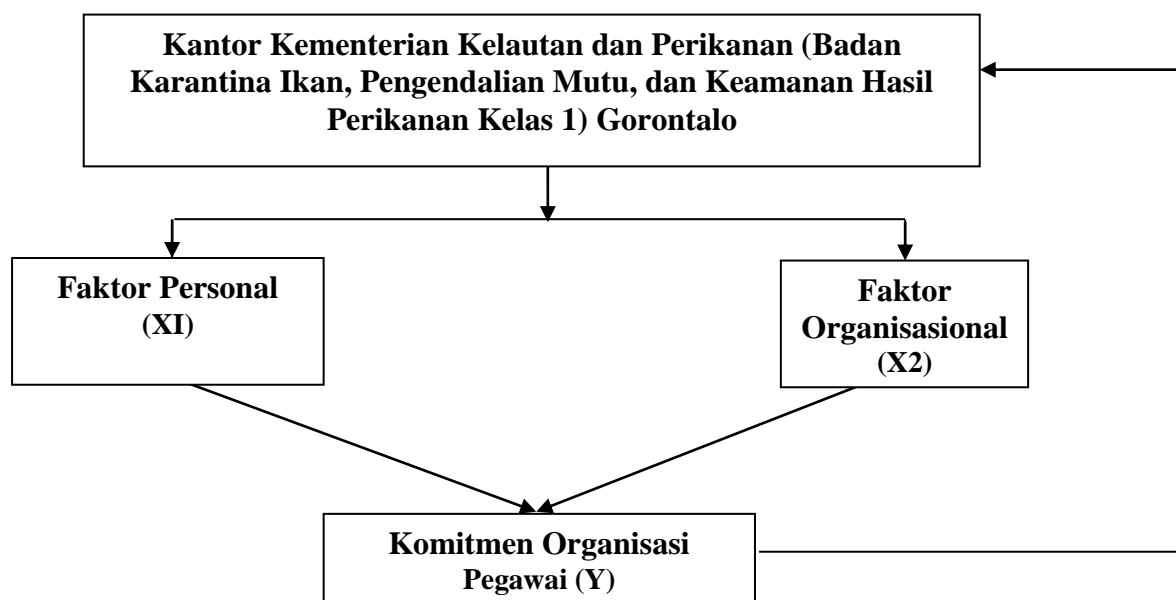 Kantor Kementerian Kelautan dan Perikanan (Badan
Karantina Ikan, Pengendalian Mutu, dan Keamanan Hasil
Perikanan Kelas 1) Gorontalo
Faktor Personal
(XI)
Faktor
Organisasional
(X2)
Komitmen Organisasi
Pegawai (Y)